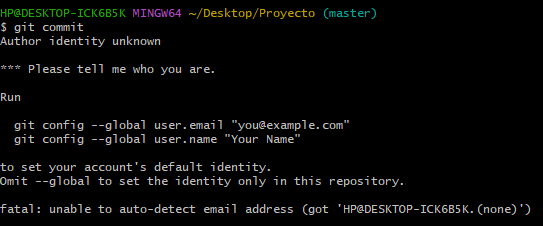 HP@DESKTOP-ICK6B5K MINGW64 ~/Desktop/Proyecto (master)
$ git commit
Author identity unknown

*** Please tell me who you are.

Run

  git config --global user.email "you@example.com"
  git config --global user.name "Your Name"

to set your account's default identity.
Omit --global to set the identity only in this repository.

fatal: unable to auto-detect email address (got 'HP@DESKTOP-ICK6B5K.(none)')